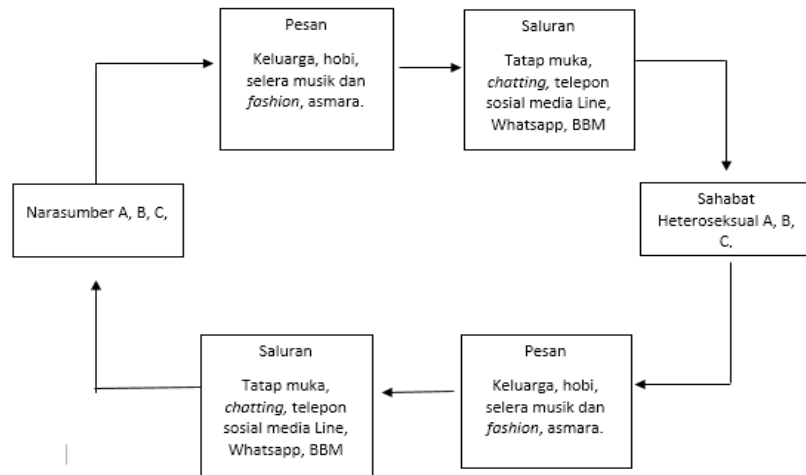 Pesan
Keluarga, hobi,
selera musik dan
fashion, asmara.
Saluran
Tatap muka,
chatting, telepon
sosial media Line,
Whatsapp, BBM
Narasumber A, B, C,
Sahabat
Heteroseksual A, B,
C,
Saluran
Tatap muka,
chatting, telepon
sosial media Line,
Whatsapp, BBM
Pesan
Keluarga, hobi,
selera musik dan
fashion, asmara.